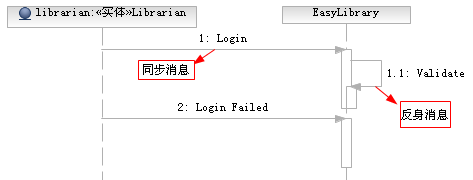 librarian:«实体»Librarian
EasyLibrary
1: Login
同步消息
1.1: Validate
2: Login Failed
反身消息